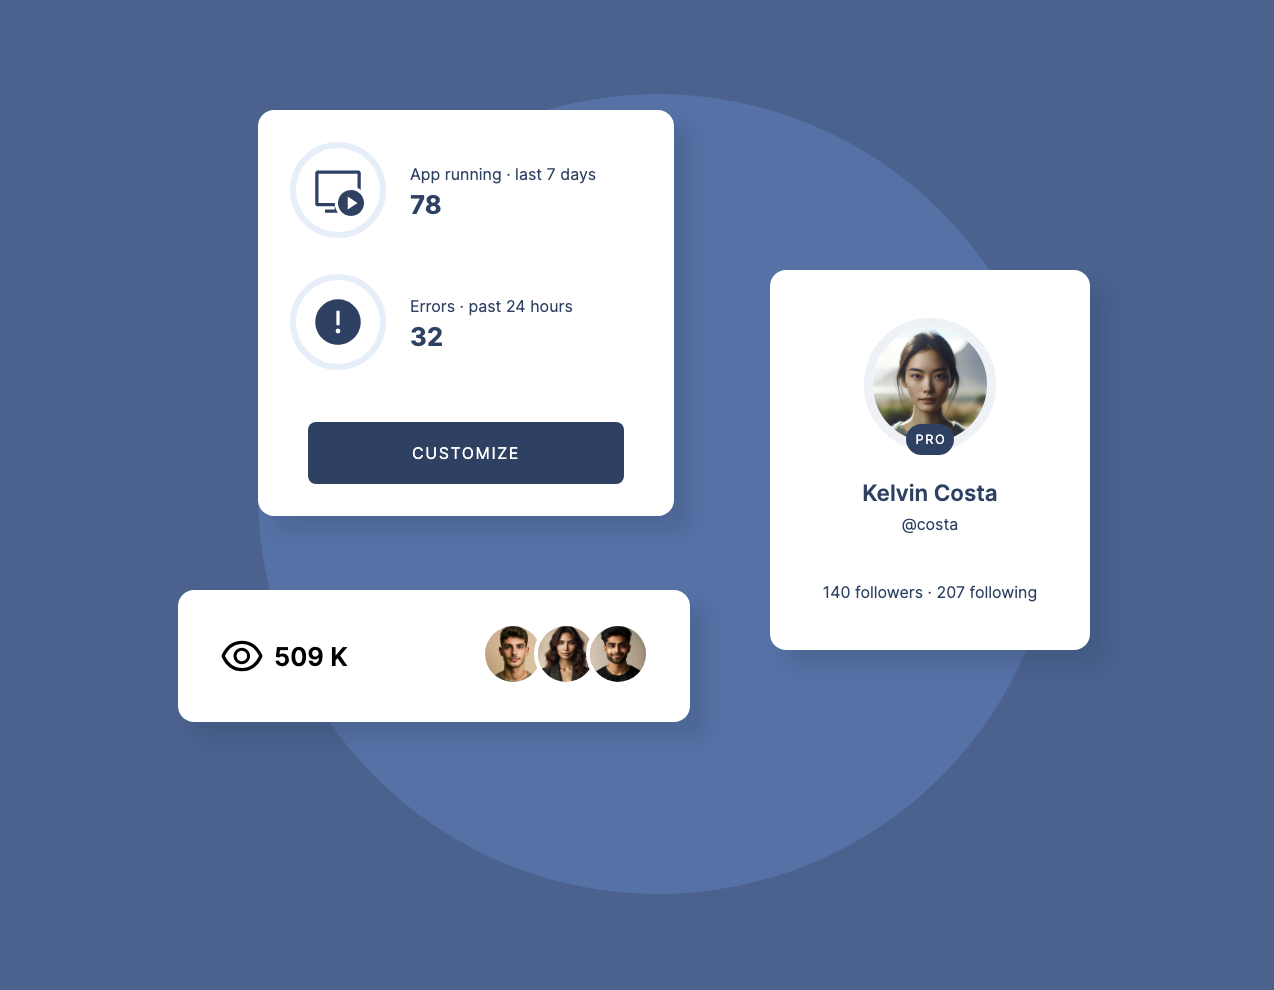 App running · last 7 days
78
Errors · past 24 hours
32
CUSTOMIZE
PRO
Kelvin Costa
@costa
140 followers · 207 following
509 K